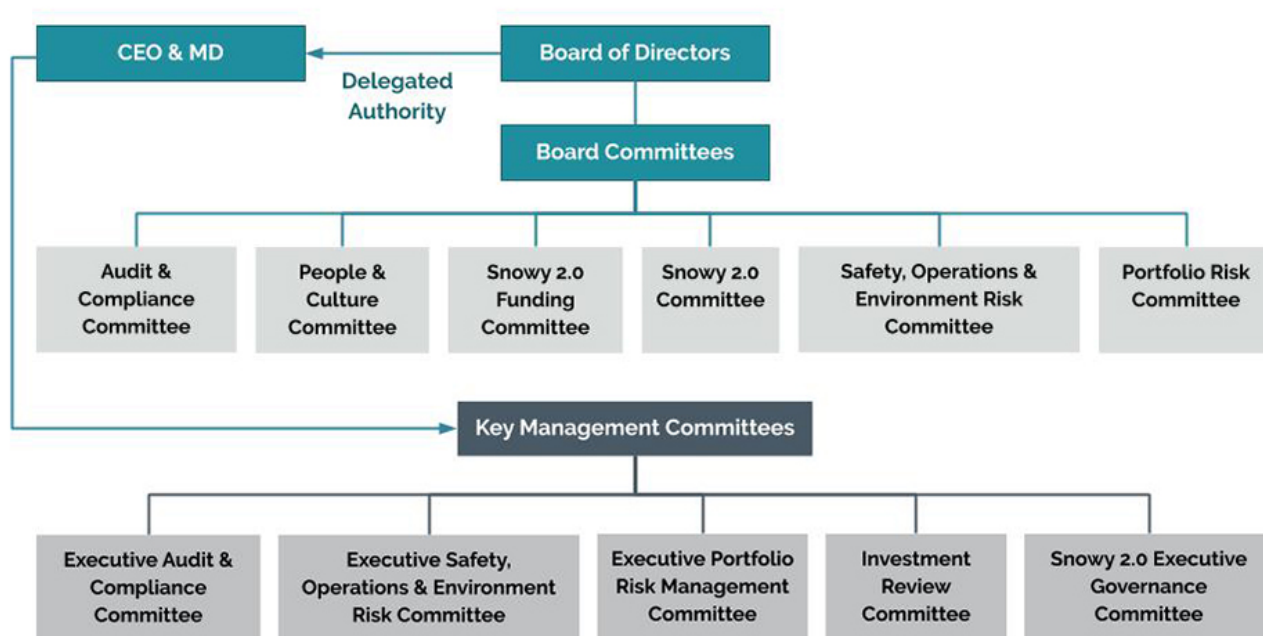 CEO & MD
Board of Directors
Delegated
Authority
Board Committees
Audit &
Compliance
Committee
People &
Culture
Committee
Snowy 2.0
Funding
Committee
Snowy 2.0
Committee
Safety, Operations &
Environment Risk
Committee
Portfolio Risk
Committee
Key Management Committees
Executive Audit &
Compliance
Committee
Executive Safety,
Operations & Environment
Risk Committee
Executive Portfolio
Risk Management
Committee
Investment
Review
Committee
Snowy 2.0 Executive
Governance
Committee